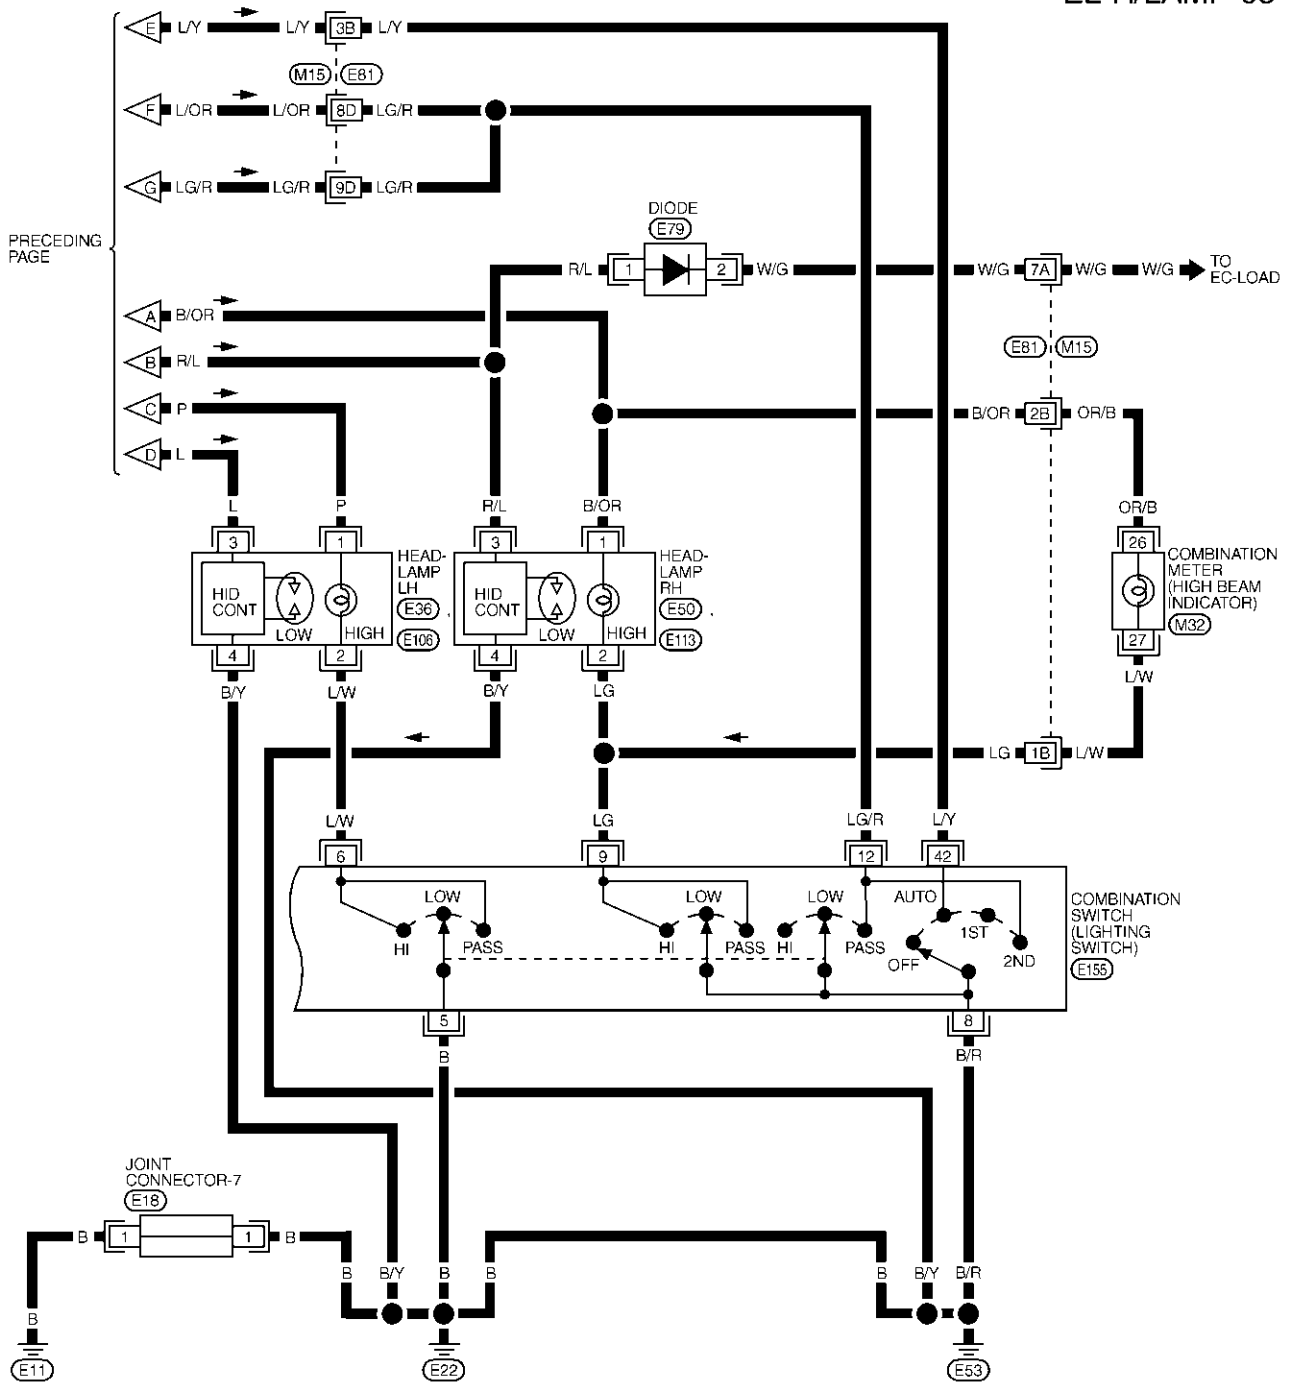 E L/Y L/Y 3B L/Y
M15 E81
F L/OR L/OR 8D LG/R
G LG/R LG/R 9D LG/R
DIODE
E79
PRECEDING
PAGE
R/L 1 2 W/G W/G 7A W/G W/G TO
EC-LOAD
A B/OR
E81 M15
B R/L
C P
B/OR 2B OR/B
D L
L P R/L B/OR OR/B
3 1 3 1 26
HEAD-
LAMP
LH
E36 ,
E106
HID
CONT
LOW
HIGH
HEAD-
LAMP
RH
E50 ,
E113
HID
CONT
LOW
HIGH
COMBINATION
METER
(HIGH BEAM
INDICATOR)
M32
4 2 4 2 27
B/Y L/W B/Y LG L/W
LG 1B L/W
L/W LG LG/R L/Y
6 9 12 42
LOW LOW LOW AUTO
1ST
HI PASS HI PASS HI PASS OFF 2ND
COMBINATION
SWITCH
(LIGHTING
SWITCH)
E155
5 8
B B/R
JOINT
CONNECTOR-7
E18
B 1 1 B
B B/Y B B B B/Y B/R
B
E11 E22 E53